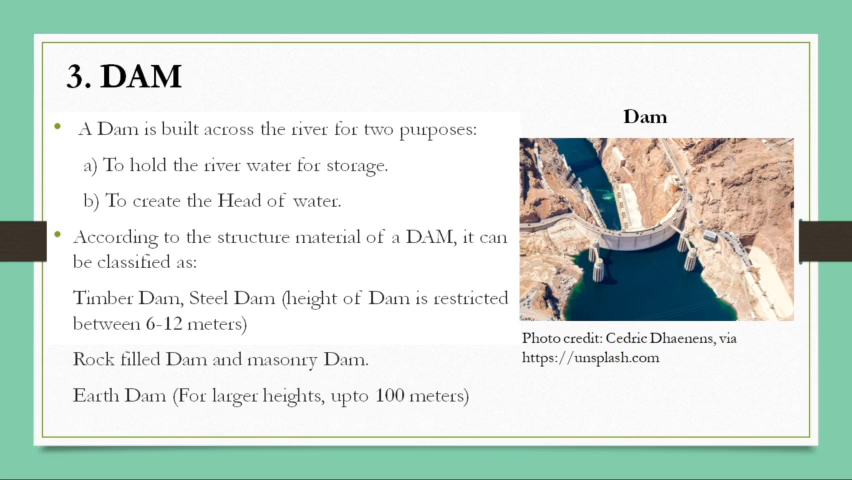 3. DAM
• A Dam is built across the river for two purposes:
a) To hold the river water for storage.
b) To create the Head of water.
• According to the structure material of a DAM, it can
be classified as:
Timber Dam, Steel Dam (height of Dam is restricted
between 6-12 meters)
Rock filled Dam and masonry Dam.
Earth Dam (For larger heights, upto 100 meters)
Dam
Photo credit: Cedric Dhaenens, via
https://unsplash.com